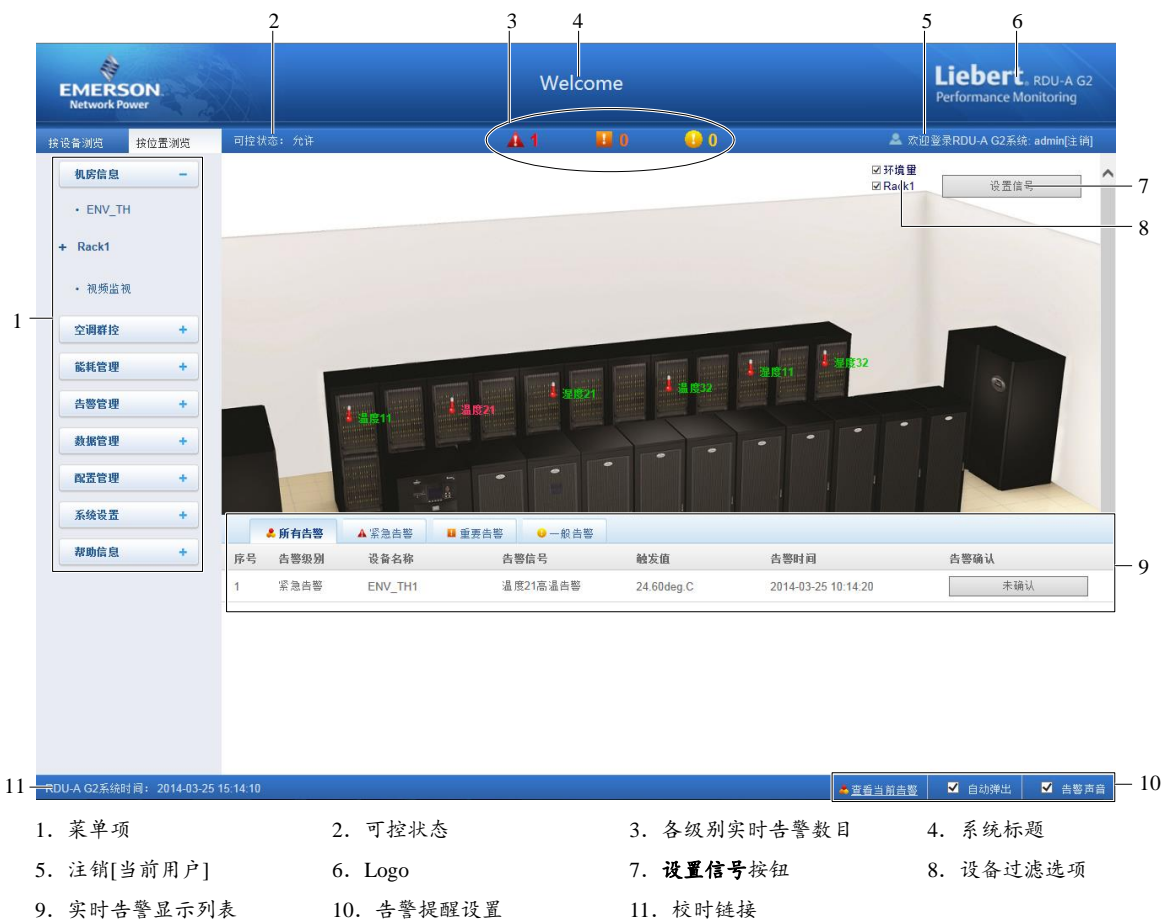 2 3 4 5 6
EMERSON
Network Power
Welcome
Liebert RDU-A G2
Performance Monitoring
按设备浏览 按位置浏览 可控状态：允许 1 0 0 欢迎登录RDU-A G2系统: admin[注销]
机房信息 −
ENV_TH
+ Rack1
视频监视
空调群控 +
能耗管理 +
告警管理 +
数据管理 +
配置管理 +
系统设置 +
帮助信息 +
1
环境量
Rack1
设置信号
7
8
温度11
温度21
湿度21
温度32
湿度11
湿度32
所有告警 紧急告警 重要告警 一般告警
序号 告警级别 设备名称 告警信号 触发值 告警时间 告警确认
1 紧急告警 ENV_TH1 温度21高温告警 24.60deg.C 2014-03-25 10:14:20 未确认
9
11 RDU-A G2系统时间：2014-03-25 15:14:10 查看当前告警 自动弹出 告警声音 10
1．菜单项 2．可控状态 3．各级别实时告警数目 4．系统标题
5．注销[当前用户] 6．Logo 7．设置信号按钮 8．设备过滤选项
9．实时告警显示列表 10．告警提醒设置 11．校时链接